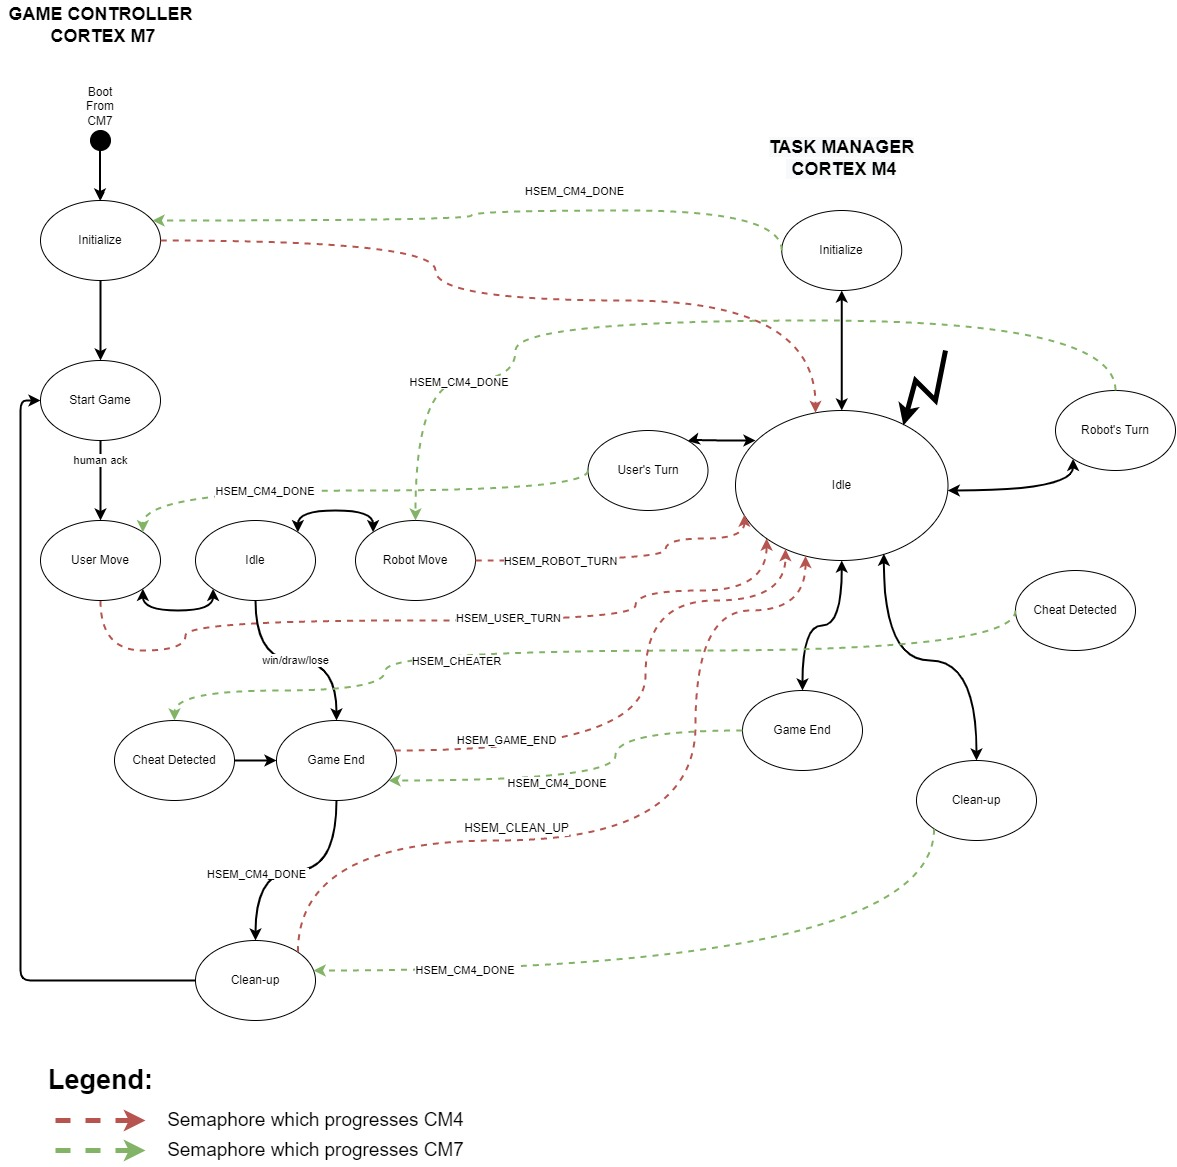 GAME CONTROLLER
CORTEX M7
Boot
From
CM7
TASK MANAGER
CORTEX M4
HSEM_CM4_DONE
Initialize
Initialize
HSEM_CM4_DONE
Start Game
Robot's Turn
human ack
User's Turn
Idle
HSEM_CM4_DONE
User Move
Idle
Robot Move
HSEM_ROBOT_TURN
Cheat Detected
HSEM_USER_TURN
win/draw/lose
HSEM_CHEATER
Game End
HSEM_GAME_END
Cheat Detected
Game End
HSEM_CM4_DONE
Clean-up
HSEM_CLEAN_UP
HSEM_CM4_DONE
HSEM_CM4_DONE
Clean-up
Legend:
Semaphore which progresses CM4
Semaphore which progresses CM7